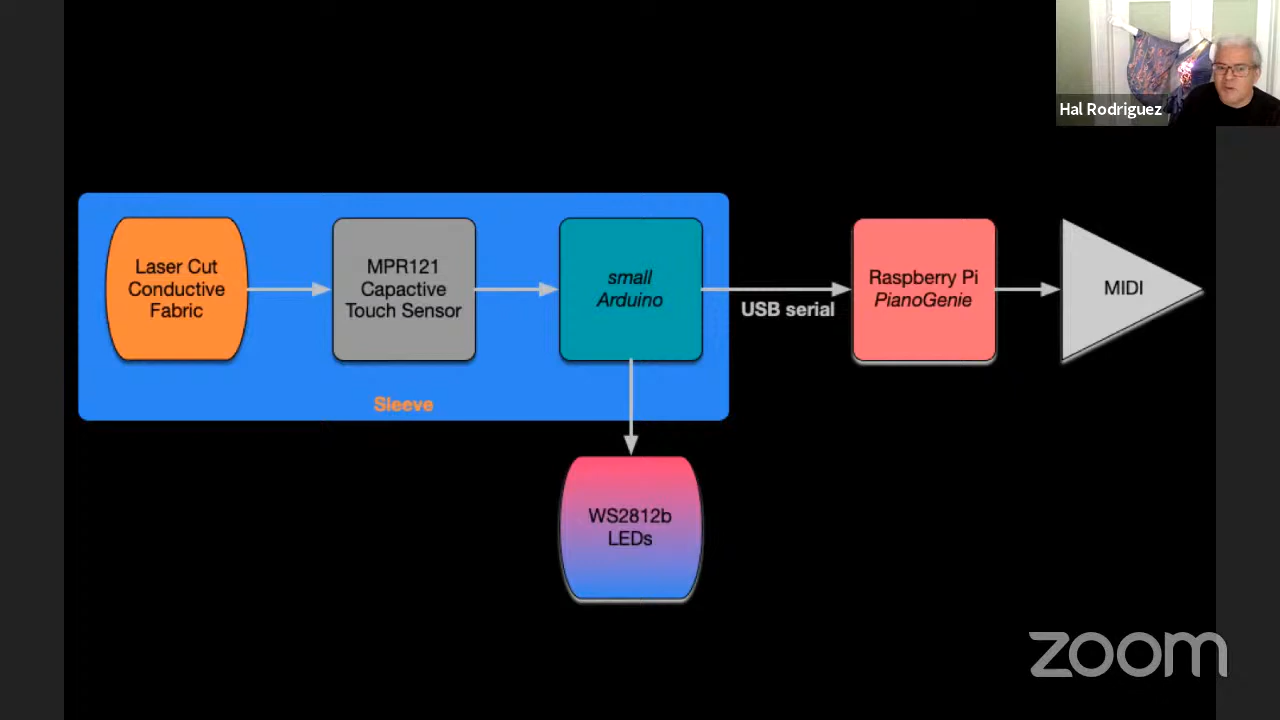 Hal Rodriguez
Laser Cut
Conductive
Fabric
MPR121
Capactive
Touch Sensor
small
Arduino
USB serial
Raspberry Pi
PianoGenie
MIDI
Sleeve
WS2812b
LEDs
zoom